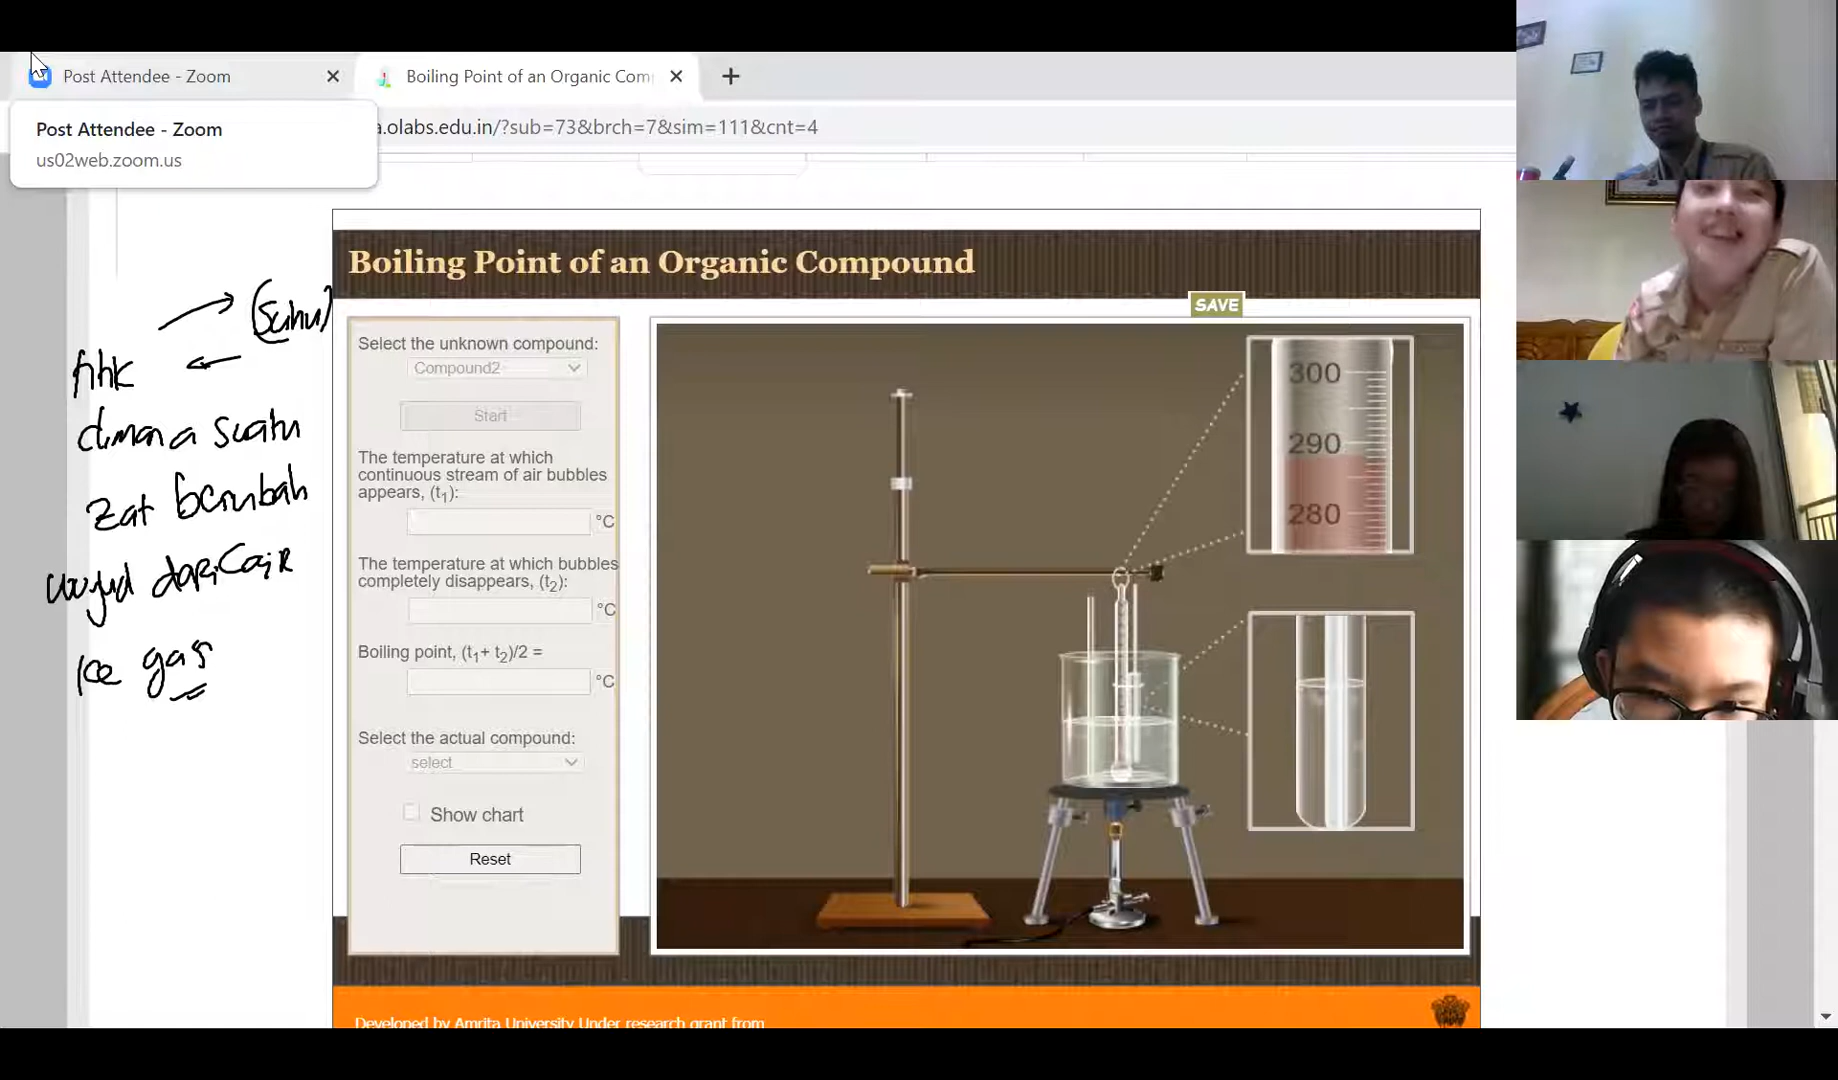 Post Attendee - Zoom
Boiling Point of an Organic Com
Post Attendee - Zoom
us02web.zoom.us
a.olabs.edu.in/?sub=73&brch=7&sim=111&cnt=4
Boiling Point of an Organic Compound
SAVE
(Suhu)
titik
dimana suatu
zat berubah
wujud dari Cair
ke gas
Select the unknown compound:
Compound2
Start
The temperature at which
continuous stream of air bubbles
appears, (t1):
°C
The temperature at which bubbles
completely disappears, (t2):
°C
Boiling point, (t1+ t2)/2 =
°C
Select the actual compound:
select
Show chart
Reset
300
290
280
Developed by Amrita University Under research grant from